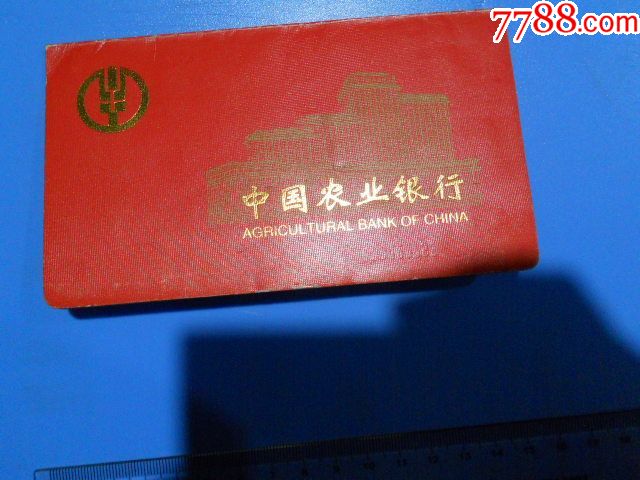 7788.com
中国农业银行
AGRICULTURAL BANK OF CHINA